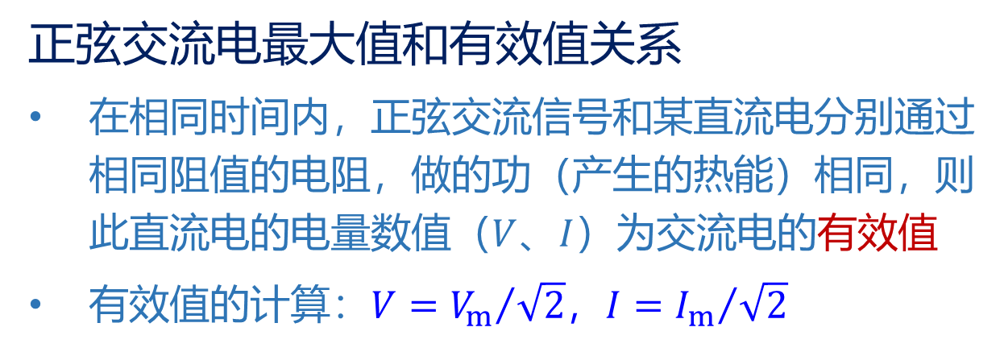 正弦交流电最大值和有效值关系
• 在相同时间内，正弦交流信号和某直流电分别通过
相同阻值的电阻，做的功（产生的热能）相同，则
此直流电的电量数值（V、I）为交流电的有效值
• 有效值的计算：V = Vm/√2，I = Im/√2